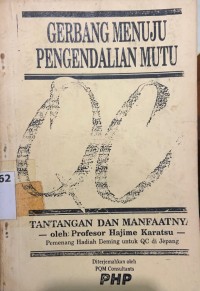 GERBANG MENUJU
PENGENDALIAN MUTU
QC
62
TANTANGAN DAN MANFAATNY
— oleh: Profesor Hajime Karatsu —
Pemenang Hadiah Deming untuk QC di Jepang
Diterjemahkan oleh
PQM Consultants
PHP